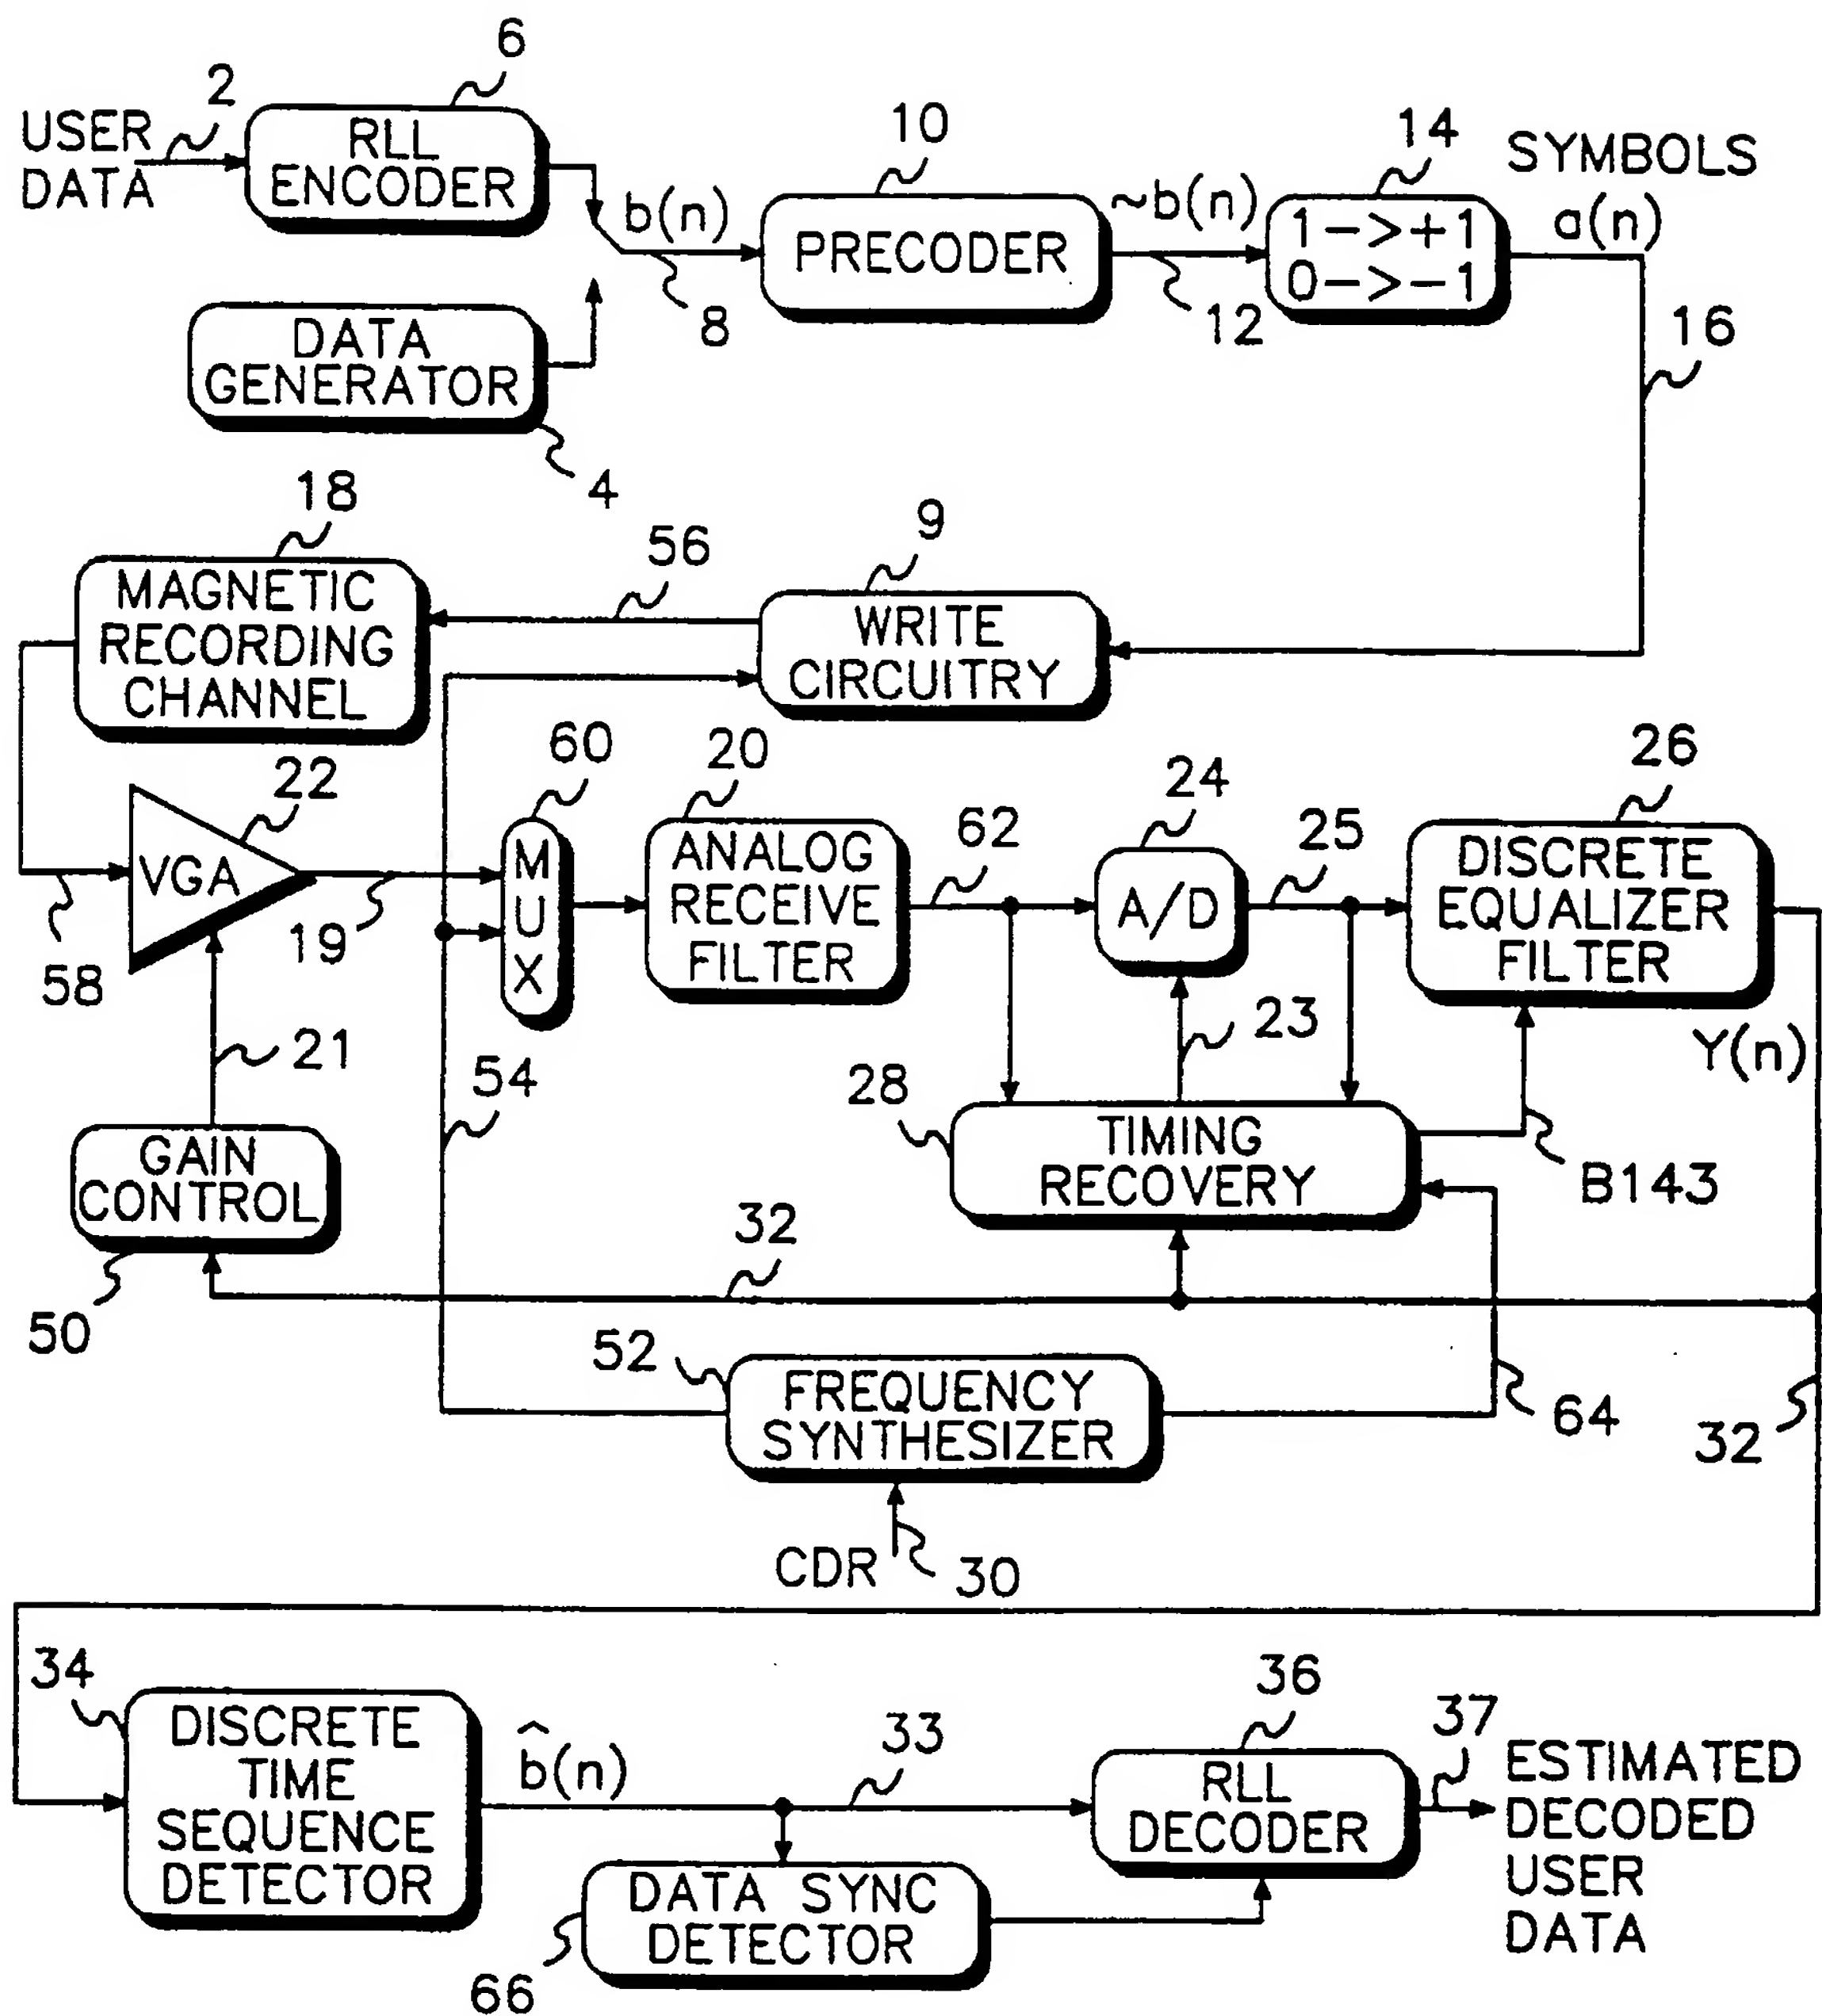 6
2
USER
DATA
RLL
ENCODER
10
14
SYMBOLS
b(n)
PRECODER
~b(n)
1->+1
0->-1
a(n)
8
12
16
DATA
GENERATOR
4
18
56
9
MAGNETIC
RECORDING
CHANNEL
WRITE
CIRCUITRY
60
20
24
26
22
VGA
19
58
MUX
ANALOG
RECEIVE
FILTER
62
A/D
25
DISCRETE
EQUALIZER
FILTER
21
54
23
Y(n)
28
TIMING
RECOVERY
B143
GAIN
CONTROL
50
32
52
FREQUENCY
SYNTHESIZER
64
32
CDR
30
34
DISCRETE
TIME
SEQUENCE
DETECTOR
b̂(n)
33
36
RLL
DECODER
37
ESTIMATED
DECODED
USER
DATA
DATA SYNC
DETECTOR
66